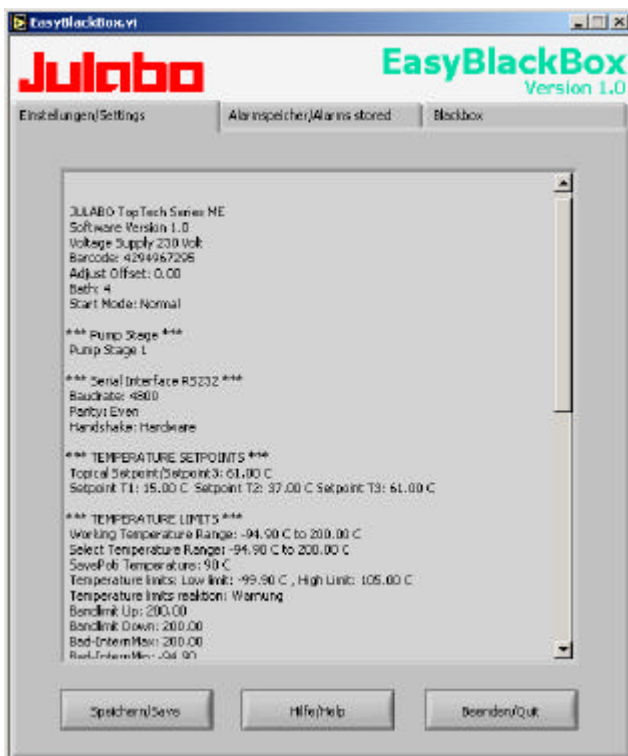 EasyBlackBox.vi
Julabo
EasyBlackBox
Version 1.0
Einstellungen/Settings
Alarmspeicher/Alarms stored
Blackbox
JULABO TopTech Series ME
Software Version 1.0
Voltage Supply 230 Volt
Barcode: 4294967295
Adjust Offset: 0.00
Bath: 4
Start Mode: Normal
*** Pump Stage ***
Pump Stage 1
*** Serial Interface RS232 ***
Baudrate: 4800
Parity: Even
Handshake: Hardware
*** TEMPERATURE SETPOINTS ***
Topical Setpoint/Setpoint3: 61.00 C
Setpoint T1: 15.00 C Setpoint T2: 37.00 C Setpoint T3: 61.00 C
*** TEMPERATURE LIMITS ***
Working Temperature Range: -94.90 C to 200.00 C
Select Temperature Range: -94.90 C to 200.00 C
SavePoti Temperature: 90 C
Temperature limits: Low limit: -99.90 C , High Limit: 105.00 C
Temperature limits reaktion: Warnung
Bandlimit Up: 200.00
Bandlimit Down: 200.00
Bad-InternMax: 200.00
Bad-InternMin: -94.90
Speichern/Save
Hilfe/Help
Beenden/Quit